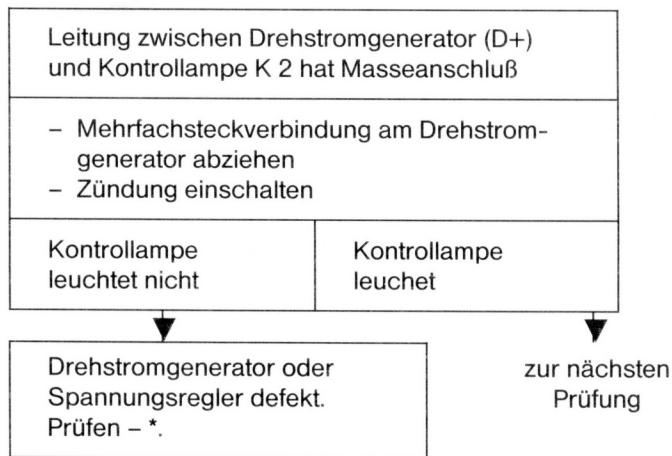 Leitung zwischen Drehstromgenerator (D+)
und Kontrollampe K 2 hat Masseanschluß
– Mehrfachsteckverbindung am Drehstrom-
generator abziehen
– Zündung einschalten
Kontrollampe
leuchtet nicht
Kontrollampe
leuchet
Drehstromgenerator oder
Spannungsregler defekt.
Prüfen – *.
zur nächsten
Prüfung